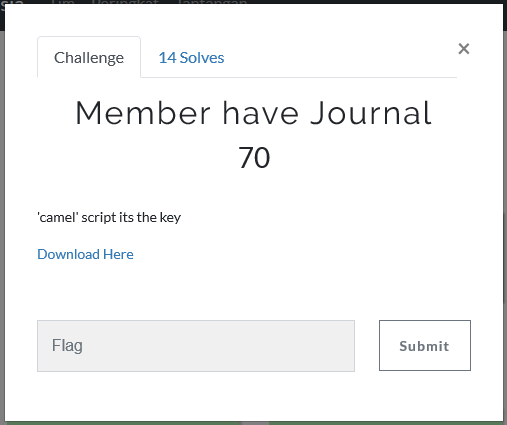 Challenge
14 Solves
×
Member have Journal
70
'camel' script its the key
Download Here
Flag
Submit